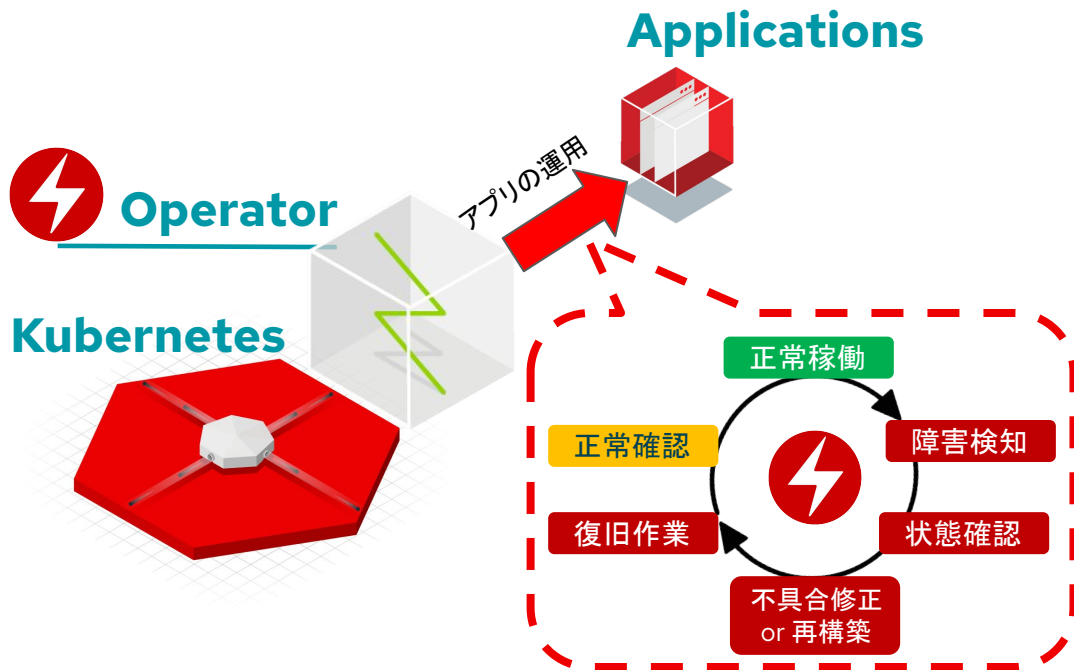 Applications
アプリの運用
Operator
Kubernetes
正常稼働
正常確認
障害検知
復旧作業
状態確認
不具合修正
or 再構築